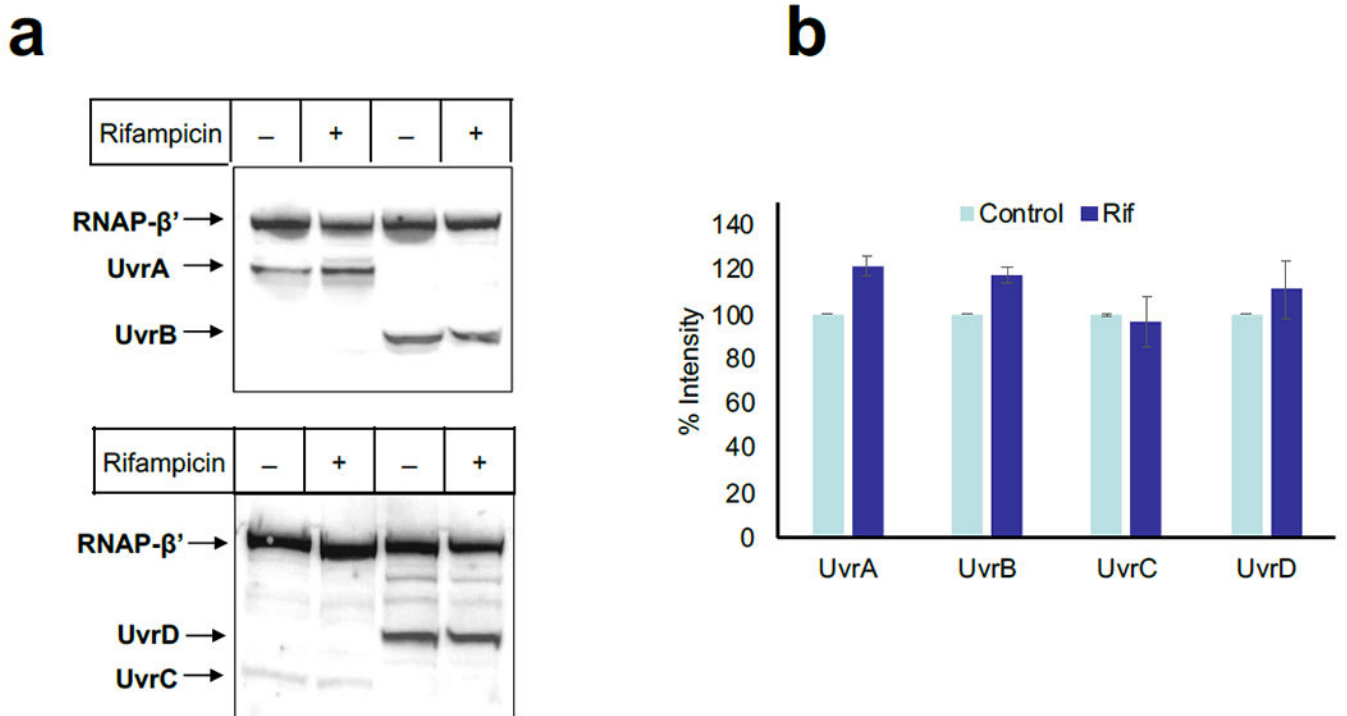 a
Rifampicin – + – +
RNAP-β’
UvrA
UvrB
Rifampicin – + – +
RNAP-β’
UvrD
UvrC
b
Control Rif
% Intensity
140
120
100
80
60
40
20
0
UvrA UvrB UvrC UvrD